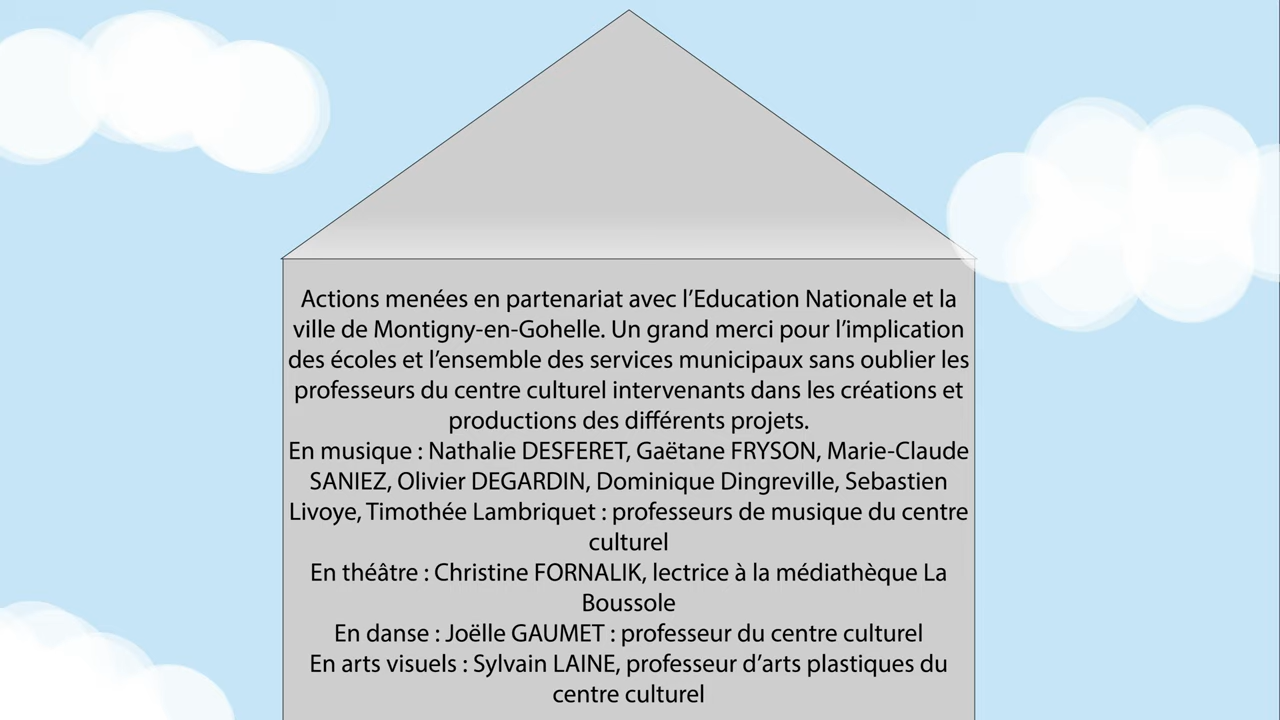 Actions menées en partenariat avec l’Education Nationale et la
ville de Montigny-en-Gohelle. Un grand merci pour l’implication
des écoles et l’ensemble des services municipaux sans oublier les
professeurs du centre culturel intervenants dans les créations et
productions des différents projets.
En musique : Nathalie DESFERET, Gaëtane FRYSON, Marie-Claude
SANIEZ, Olivier DEGARDIN, Dominique Dingreville, Sebastien
Livoye, Timothée Lambriquet : professeurs de musique du centre
culturel
En théâtre : Christine FORNALIK, lectrice à la médiathèque La
Boussole
En danse : Joëlle GAUMET : professeur du centre culturel
En arts visuels : Sylvain LAINE, professeur d’arts plastiques du
centre culturel